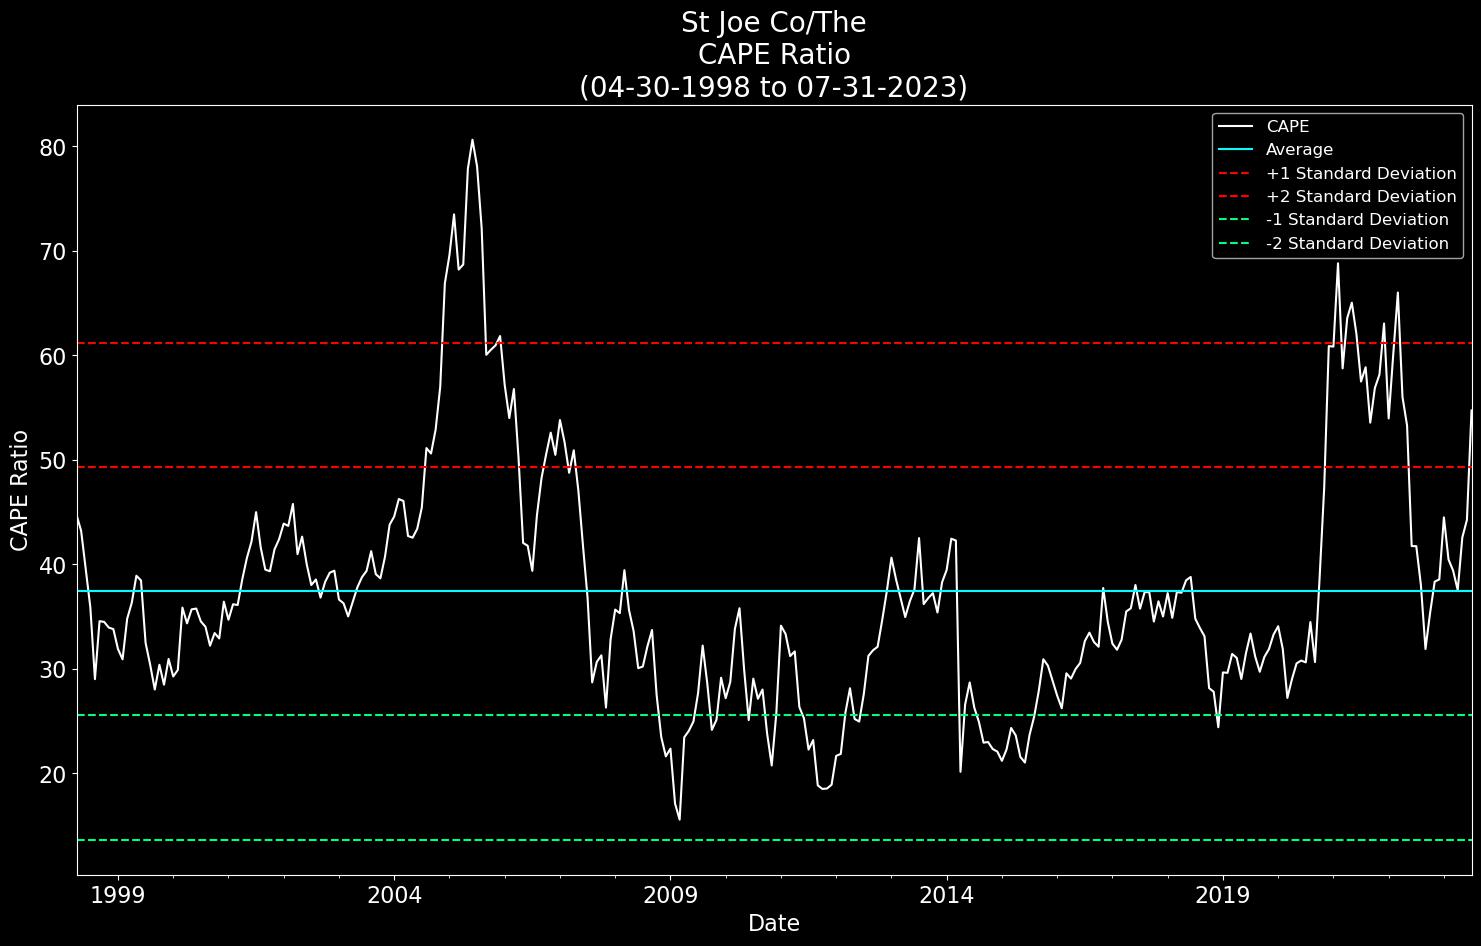 St Joe Co/The
CAPE Ratio
(04-30-1998 to 07-31-2023)
CAPE
Average
+1 Standard Deviation
+2 Standard Deviation
-1 Standard Deviation
-2 Standard Deviation
80
70
60
50
40
30
20
CAPE Ratio
1999 2004 2009 2014 2019
Date